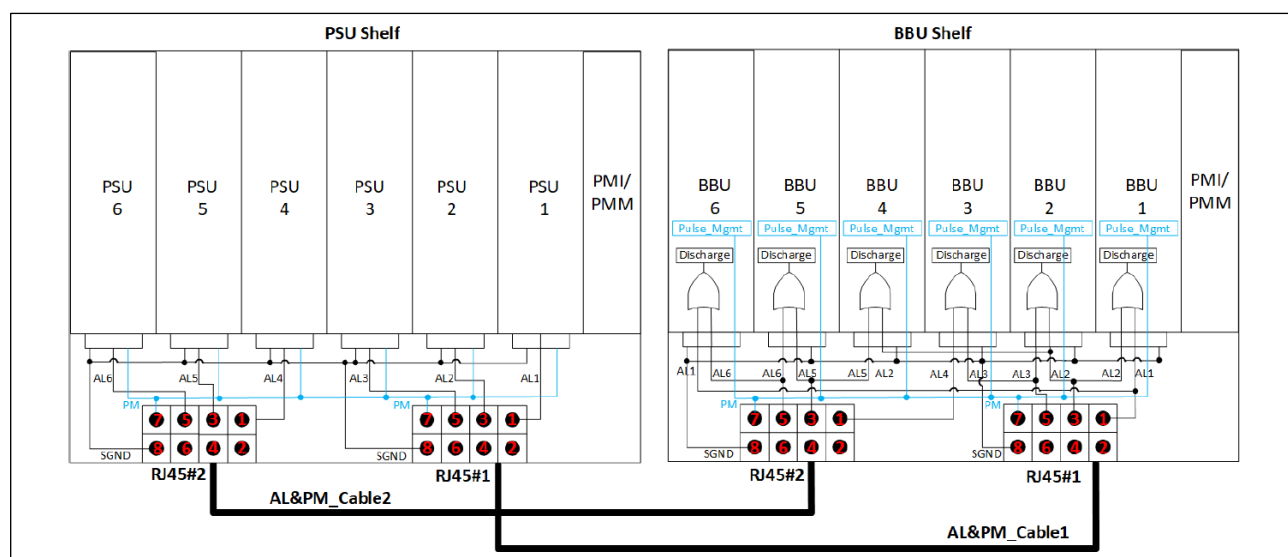 PSU Shelf BBU Shelf
PSU 6 PSU 5 PSU 4 PSU 3 PSU 2 PSU 1 PMI/ PMM
BBU 6 BBU 5 BBU 4 BBU 3 BBU 2 BBU 1 PMI/ PMM
Pulse_Mgmt Pulse_Mgmt Pulse_Mgmt Pulse_Mgmt Pulse_Mgmt Pulse_Mgmt
Discharge Discharge Discharge Discharge Discharge Discharge
AL6 AL5 AL4 AL3 AL2 AL1
AL1 AL6 AL6 AL5 AL5 AL2 AL4 AL3 AL3 AL2 AL2 AL1
PM PM PM PM
7 5 3 1 7 5 3 1 7 5 3 1 7 5 3 1
8 6 4 2 8 6 4 2 8 6 4 2 8 6 4 7
SGND SGND SGND SGND
RJ45#2 RJ45#1 RJ45#2 RJ45#1
AL&PM_Cable2
AL&PM_Cable1